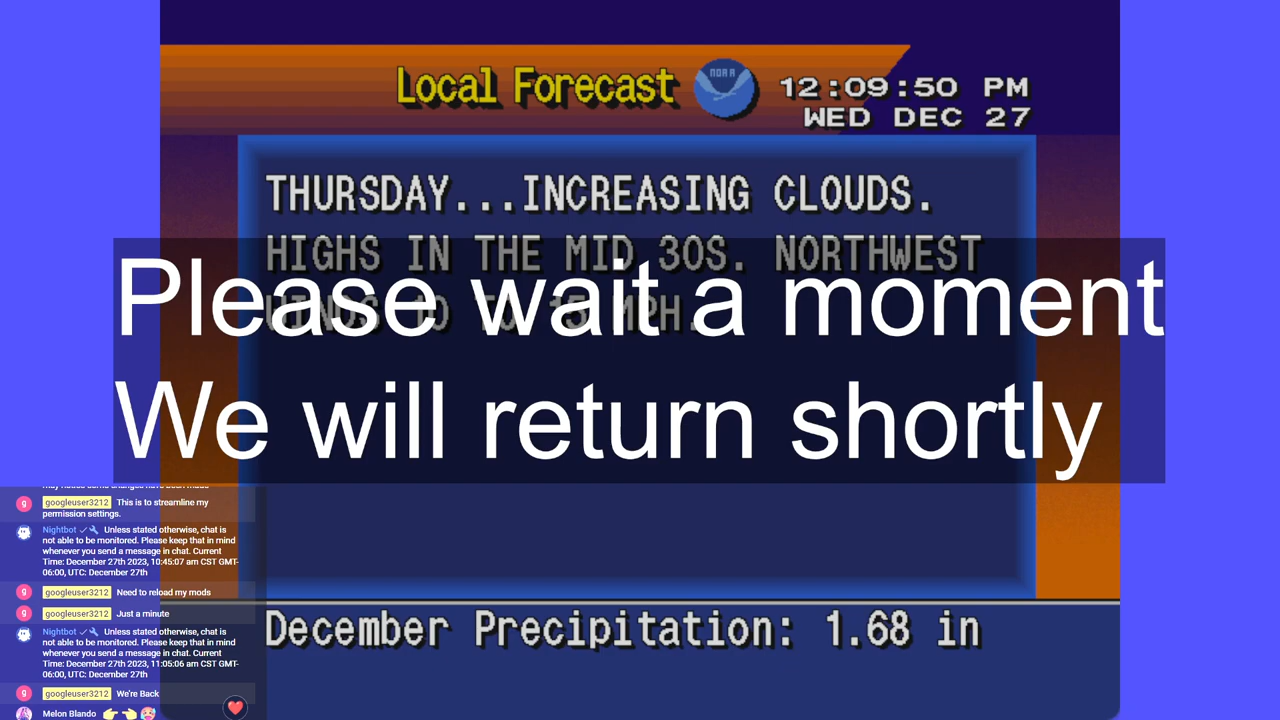 Local Forecast
NOAA
12:09:50 PM
WED DEC 27
THURSDAY...INCREASING CLOUDS.
HIGHS IN THE MID 30S. NORTHWEST
WINDS 10 TO 15 MPH.
Please wait a moment
We will return shortly
googleuser3212 This is to streamline my
permission settings.
Nightbot Unless stated otherwise, chat is
not able to be monitored. Please keep that in mind
whenever you send a message in chat. Current
Time: December 27th 2023, 10:45:07 am CST GMT-
06:00, UTC: December 27th
googleuser3212 Need to reload my mods
googleuser3212 Just a minute
Nightbot Unless stated otherwise, chat is
not able to be monitored. Please keep that in mind
whenever you send a message in chat. Current
Time: December 27th 2023, 11:05:06 am CST GMT-
06:00, UTC: December 27th
googleuser3212 We're Back
Melon Blando 👉👈🥵
December Precipitation: 1.68 in